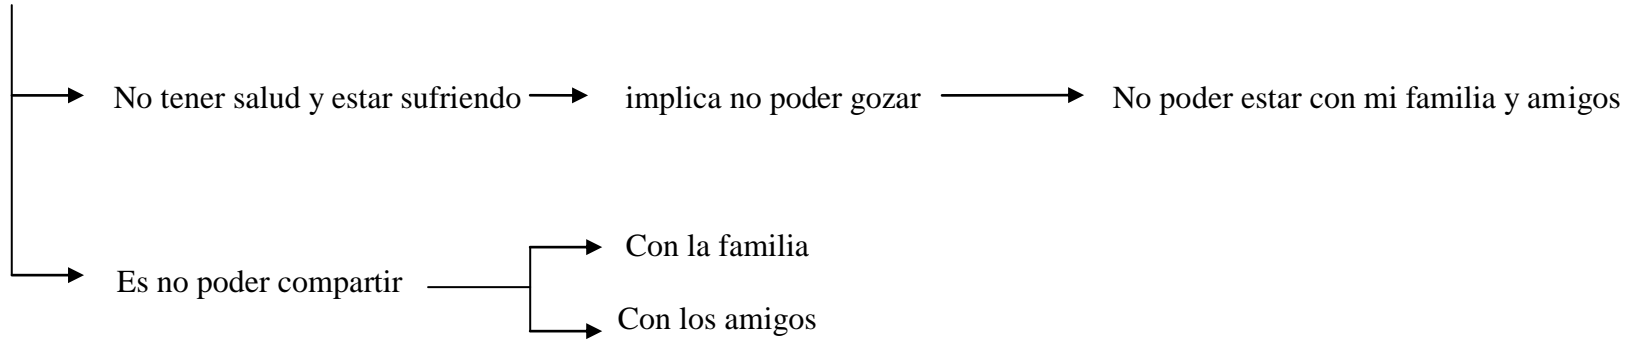 No tener salud y estar sufriendo implica no poder gozar No poder estar con mi familia y amigos
Con la familia
Es no poder compartir
Con los amigos